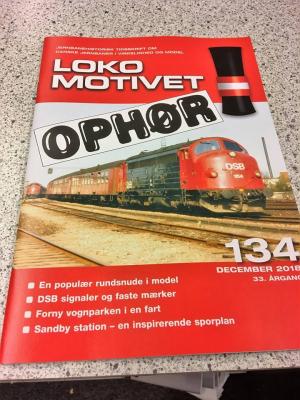 JERNBANEHISTORISK TIDSSKRIFT OM
DANSKE JERNBANER I VIRKELIGHED OG MODEL
LOKO
MOTIVET
OPHØR
DSB
134
DECEMBER 2018
33. ÅRGANG
En populær rundsnude i model
DSB signaler og faste mærker
Forny vognparken i en fart
Sandby station – en inspirerende sporplan